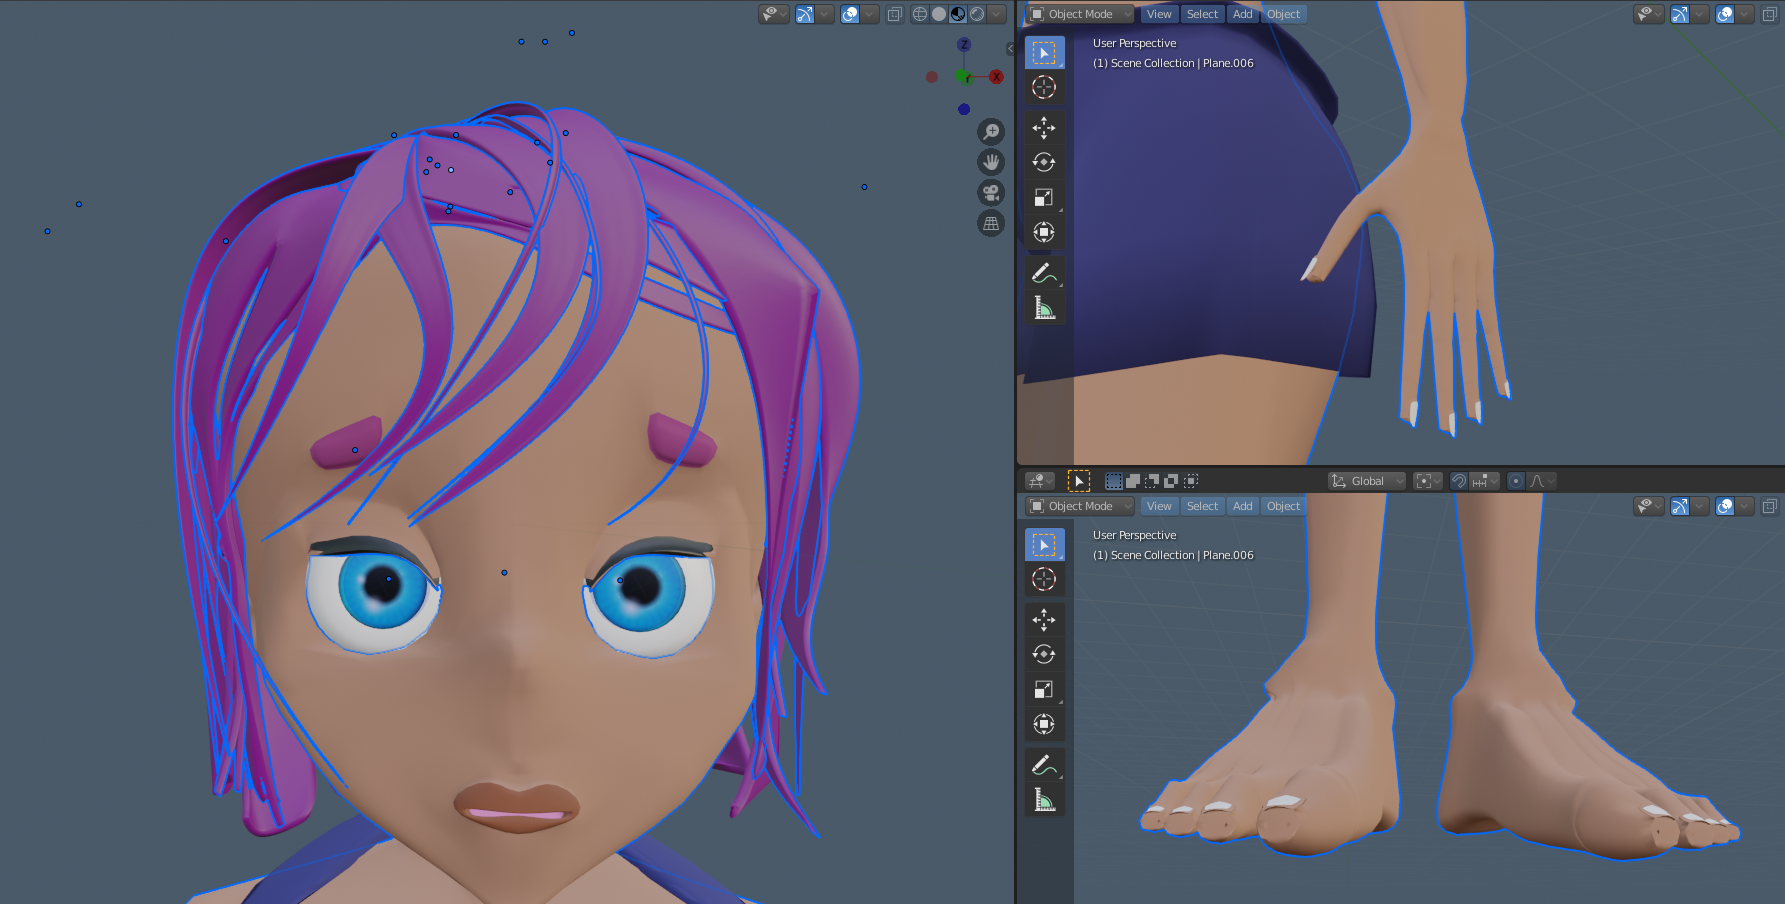 Z
Y
X
Object Mode View Select Add Object
User Perspective
(1) Scene Collection | Plane.006
Global
Object Mode View Select Add Object
User Perspective
(1) Scene Collection | Plane.006